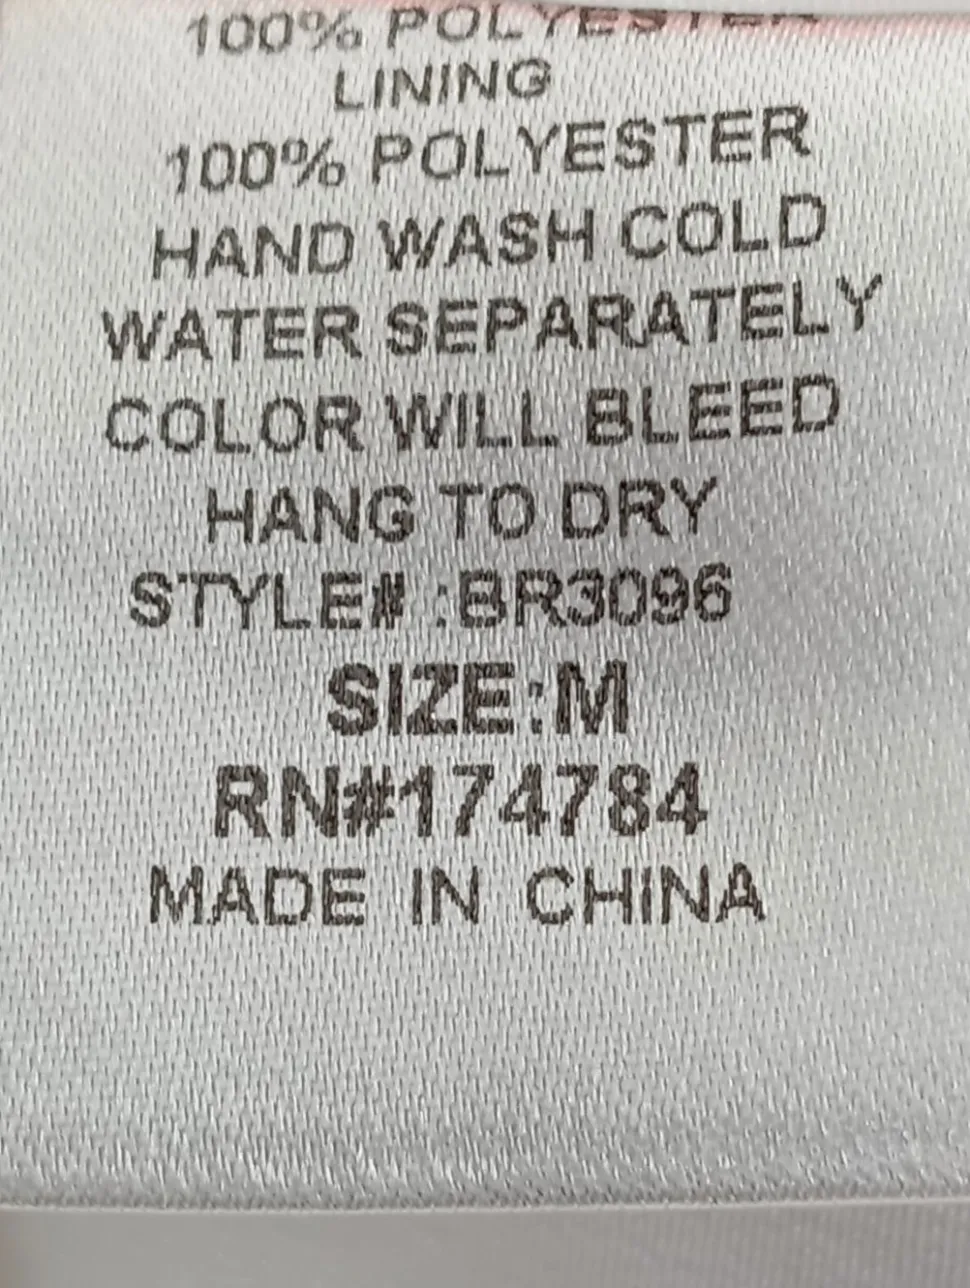 100% POLYESTER
LINING
100% POLYESTER
HAND WASH COLD
WATER SEPARATELY
COLOR WILL BLEED
HANG TO DRY
STYLE# :BR3096
SIZE:M
RN#174784
MADE IN CHINA